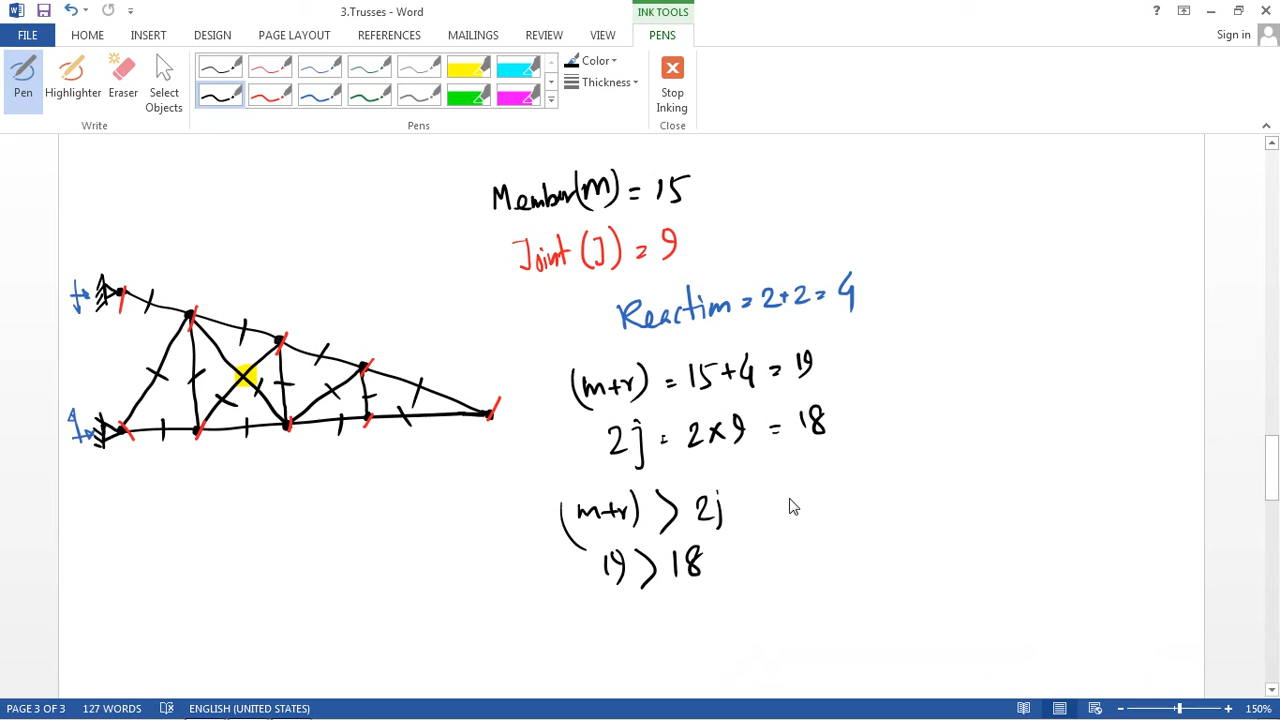 3.Trusses - Word
INK TOOLS
? 
Sign in
FILE HOME INSERT DESIGN PAGE LAYOUT REFERENCES MAILINGS REVIEW VIEW PENS
Pen
Highlighter
Eraser
Select Objects
Color
Thickness
Stop Inking
Write
Pens
Close
Member(m) = 15
Joint (J) = 9
Reaction = 2+2 = 4
(m+r) = 15+4 = 19
2j = 2×9 = 18
(m+r) > 2j
19 > 18
PAGE 3 OF 3 127 WORDS ENGLISH (UNITED STATES) 150%